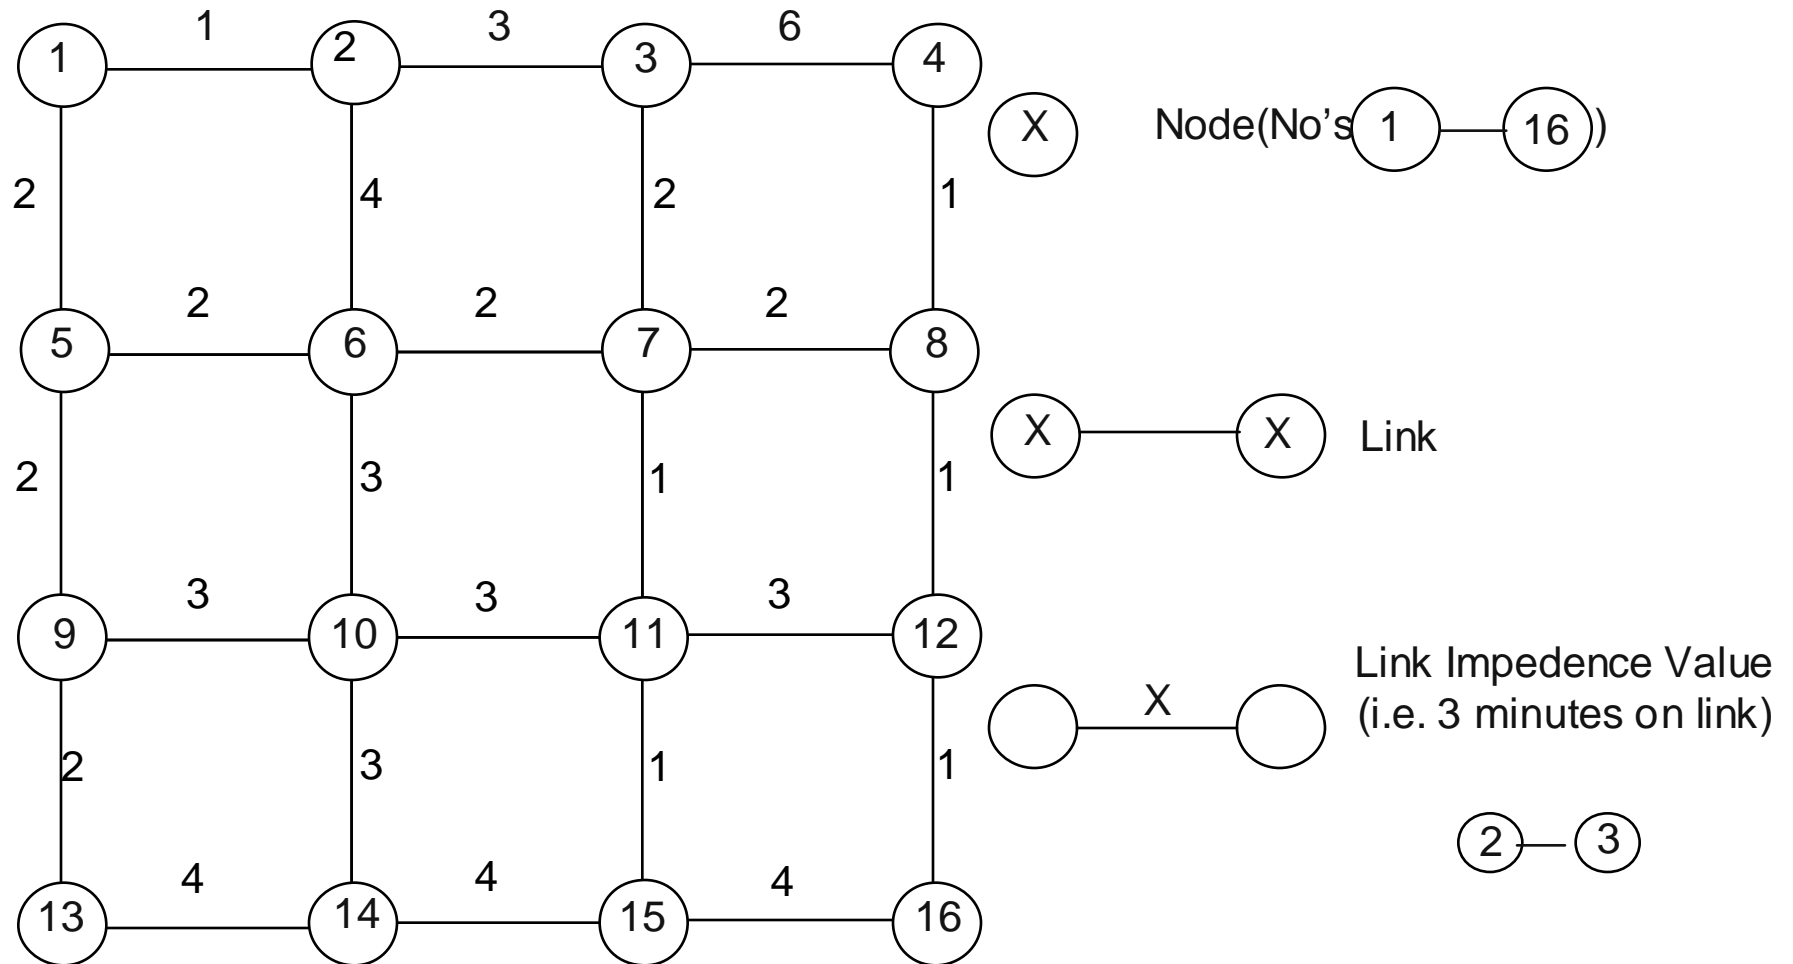 1 3 6
1 2 3 4
X Node(No's 1 16 )
2 4 2 1
2 2 2
5 6 7 8
X X Link
2 3 1 1
3 3 3
9 10 11 12
Link Impedence Value
X (i.e. 3 minutes on link)
2 3 1 1
2 3
4 4 4
13 14 15 16